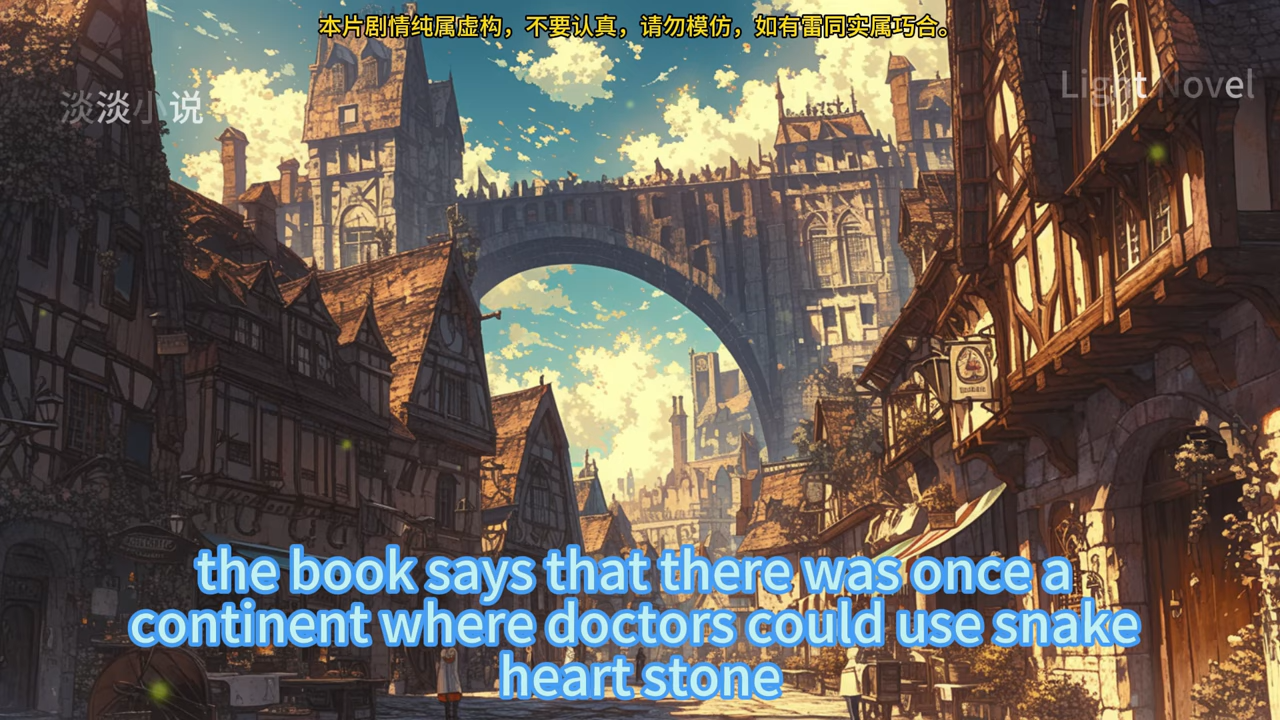 本片剧情纯属虚构，不要认真，请勿模仿，如有雷同实属巧合。
淡淡小说
Light Novel
the book says that there was once a
continent where doctors could use snake
heart stone